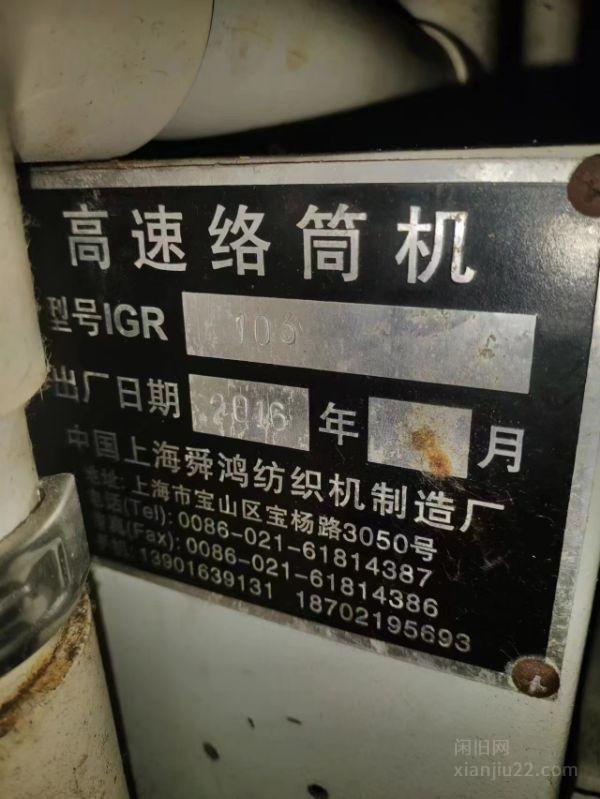 高速络筒机
型号IGR 106
出厂日期 2016 年 月
中国上海舜鸿纺织机制造厂
地址:上海市宝山区宝杨路3050号
电话(Tel):0086-021-61814387
传真(Fax):0086-021-61814386
手机:13901639131 18702195693
闲旧网
xianjiu22.com